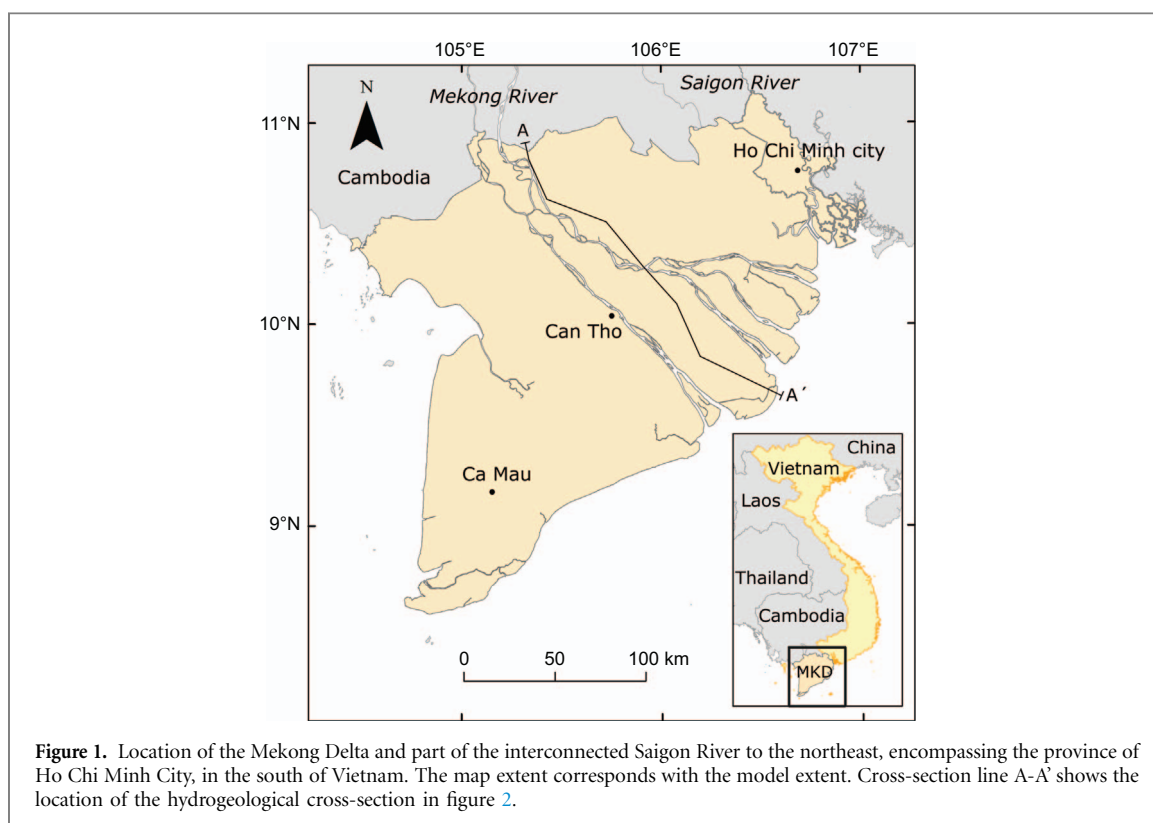 105°E 106°E 107°E
Saigon River
Mekong River
N
11°N
A
Ho Chi Minh city
Cambodia
10°N
Can Tho
A´
China
Vietnam
Ca Mau
Laos
9°N
Thailand
Cambodia
0 50 100 km
MKD
Figure 1. Location of the Mekong Delta and part of the interconnected Saigon River to the northeast, encompassing the province of
Ho Chi Minh City, in the south of Vietnam. The map extent corresponds with the model extent. Cross-section line A-A’ shows the
location of the hydrogeological cross-section in figure 2.